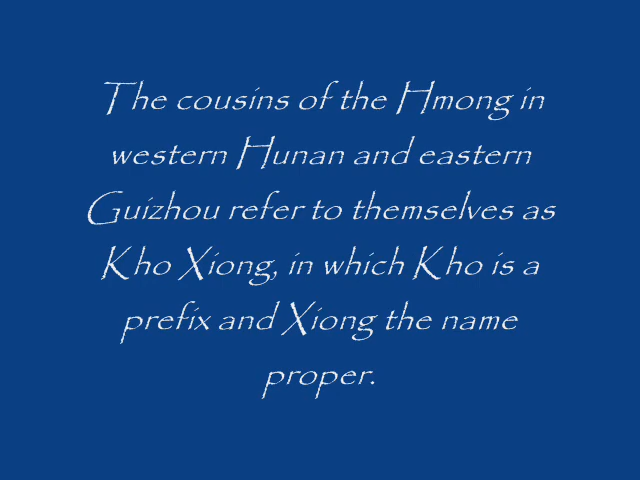 The cousins of the Hmong in
western Hunan and eastern
Guizhou refer to themselves as
Kho Xiong, in which Kho is a
prefix and Xiong the name
proper.